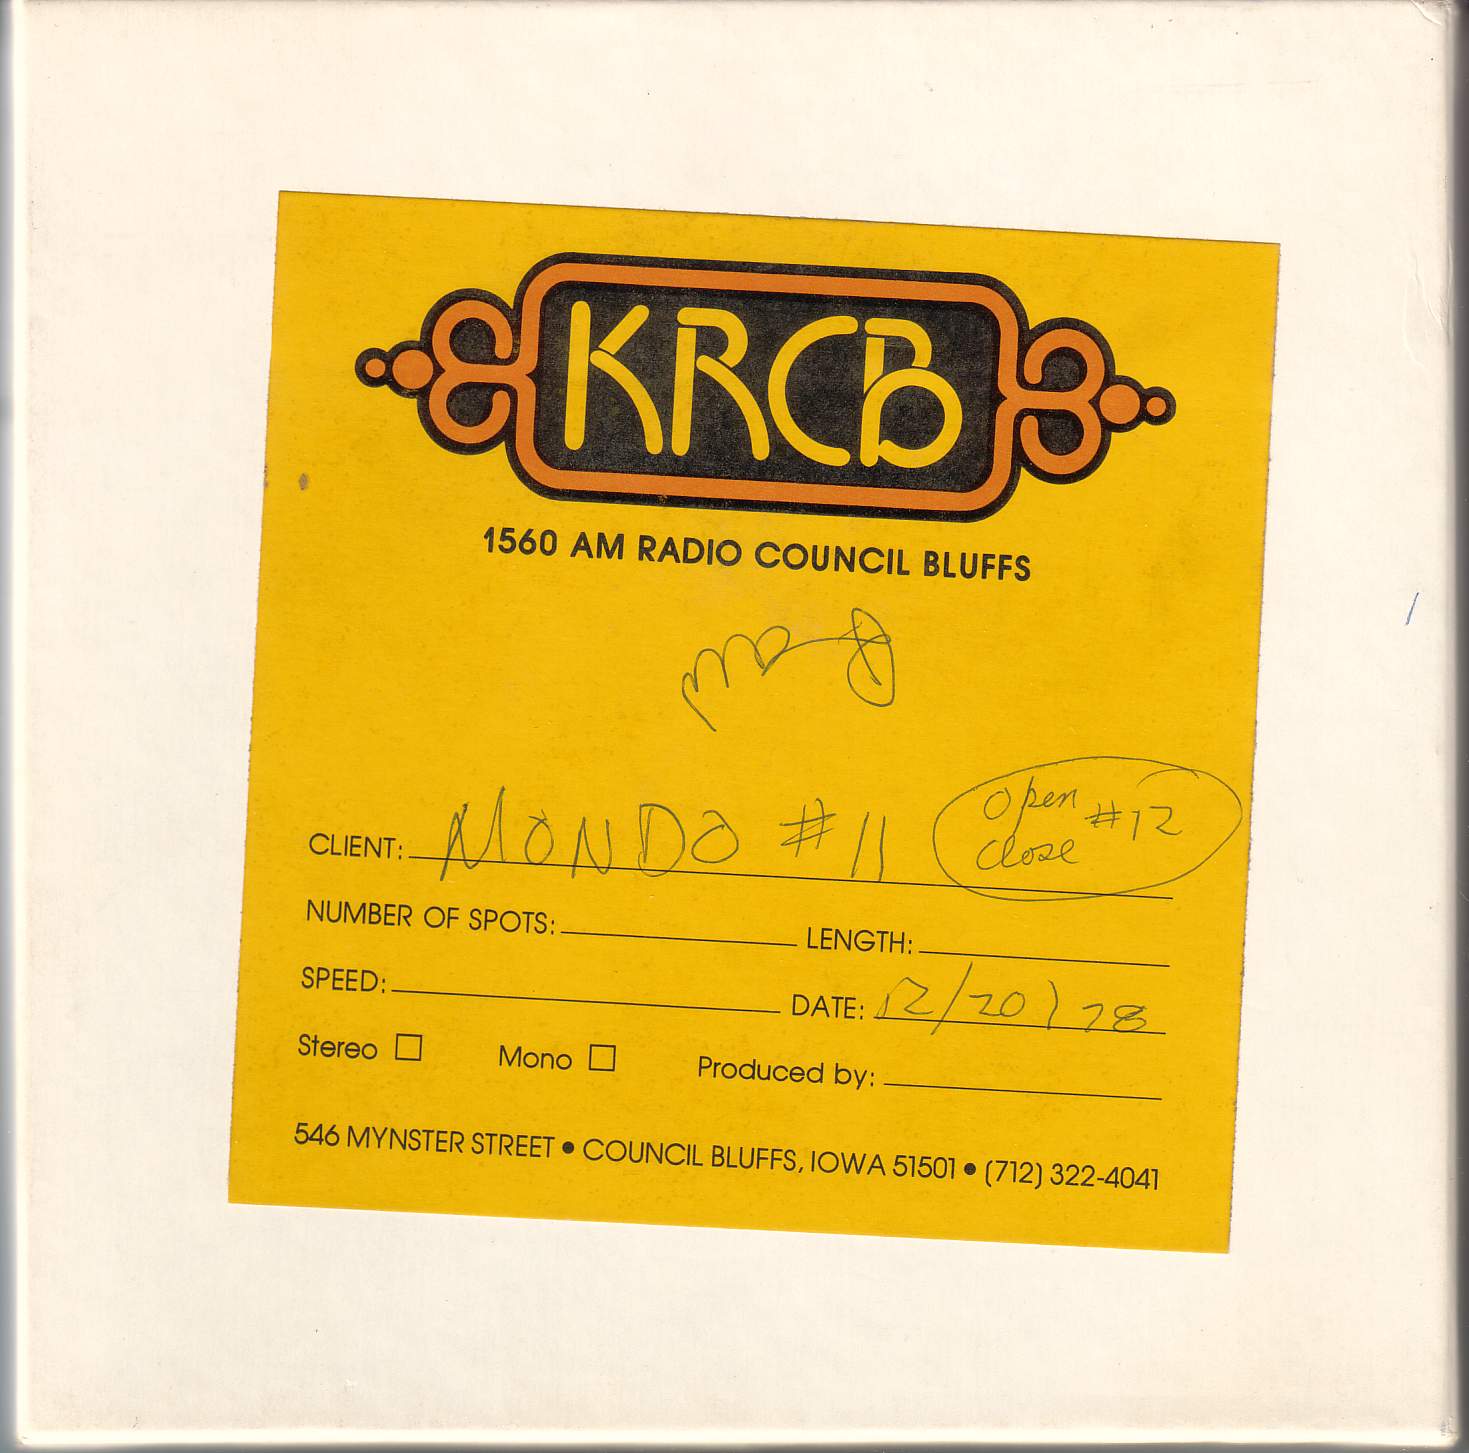 KRCB
1560 AM RADIO COUNCIL BLUFFS
CLIENT: MONDO #11 Open close #12
NUMBER OF SPOTS: LENGTH:
SPEED: DATE: 12/20/78
Stereo Mono Produced by:
546 MYNSTER STREET • COUNCIL BLUFFS, IOWA 51501 • (712) 322-4041